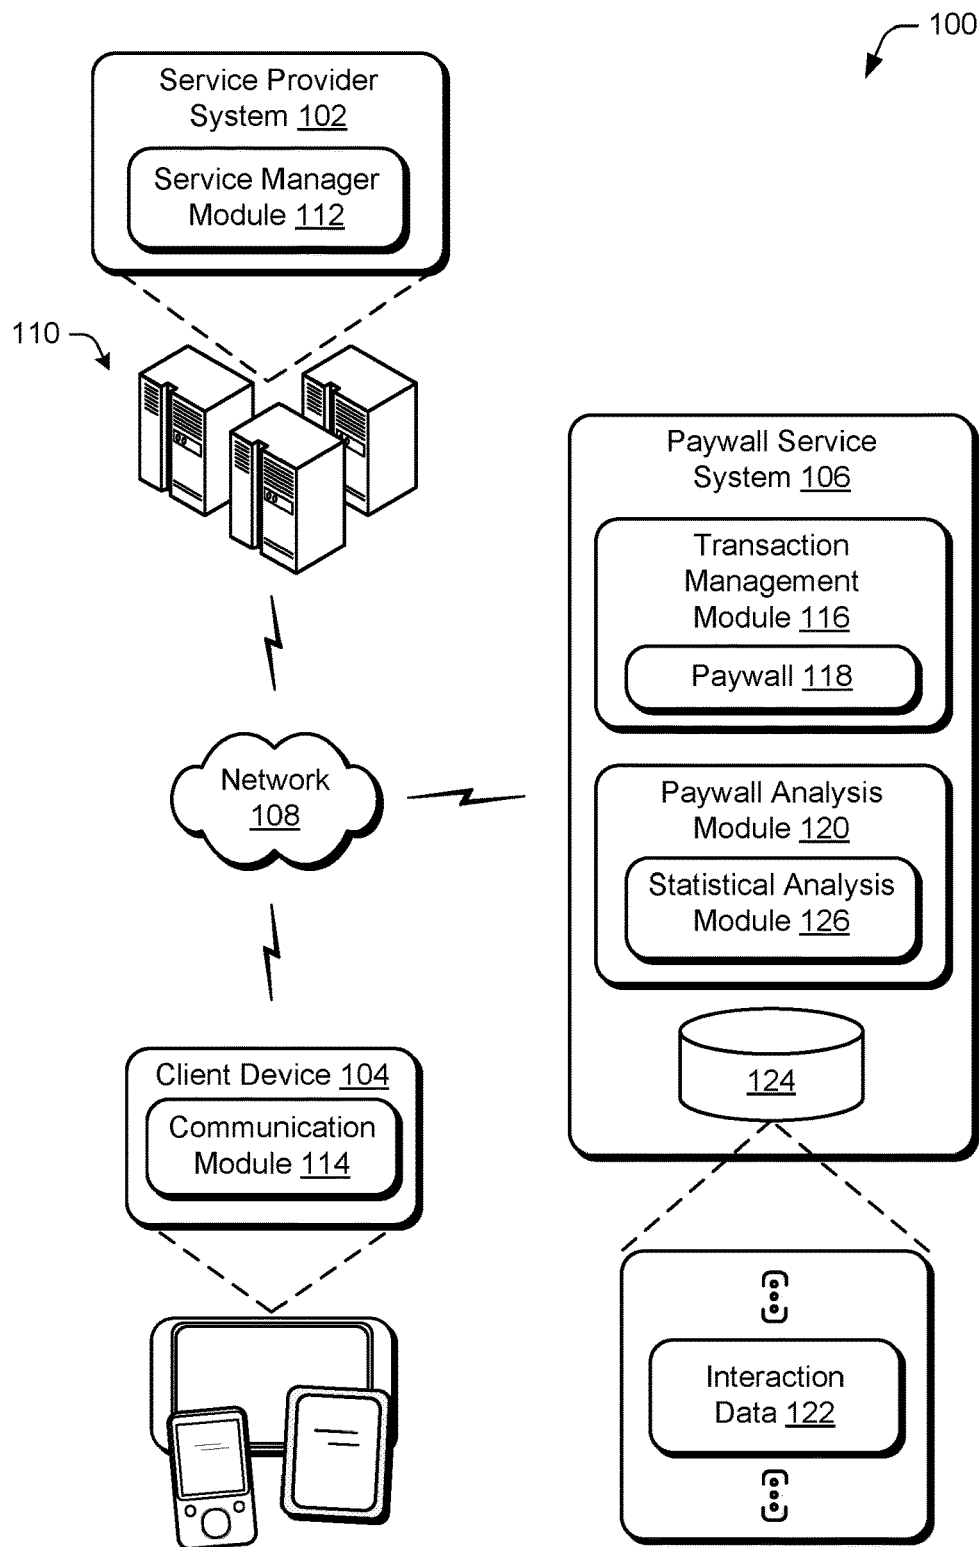 100
Service Provider
System 102
Service Manager
Module 112
110
Paywall Service
System 106
Transaction
Management
Module 116
Paywall 118
Paywall Analysis
Module 120
Statistical Analysis
Module 126
124
Network
108
Client Device 104
Communication
Module 114
Interaction
Data 122